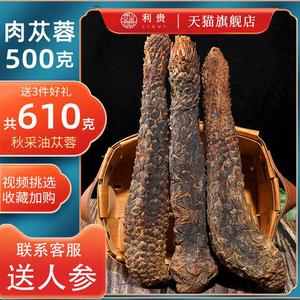 利贵
LIGUI
天猫旗舰店
肉苁蓉
500克
送3件好礼
共610克
秋采油苁蓉
视频挑选
收藏加购
联系客服
送人参